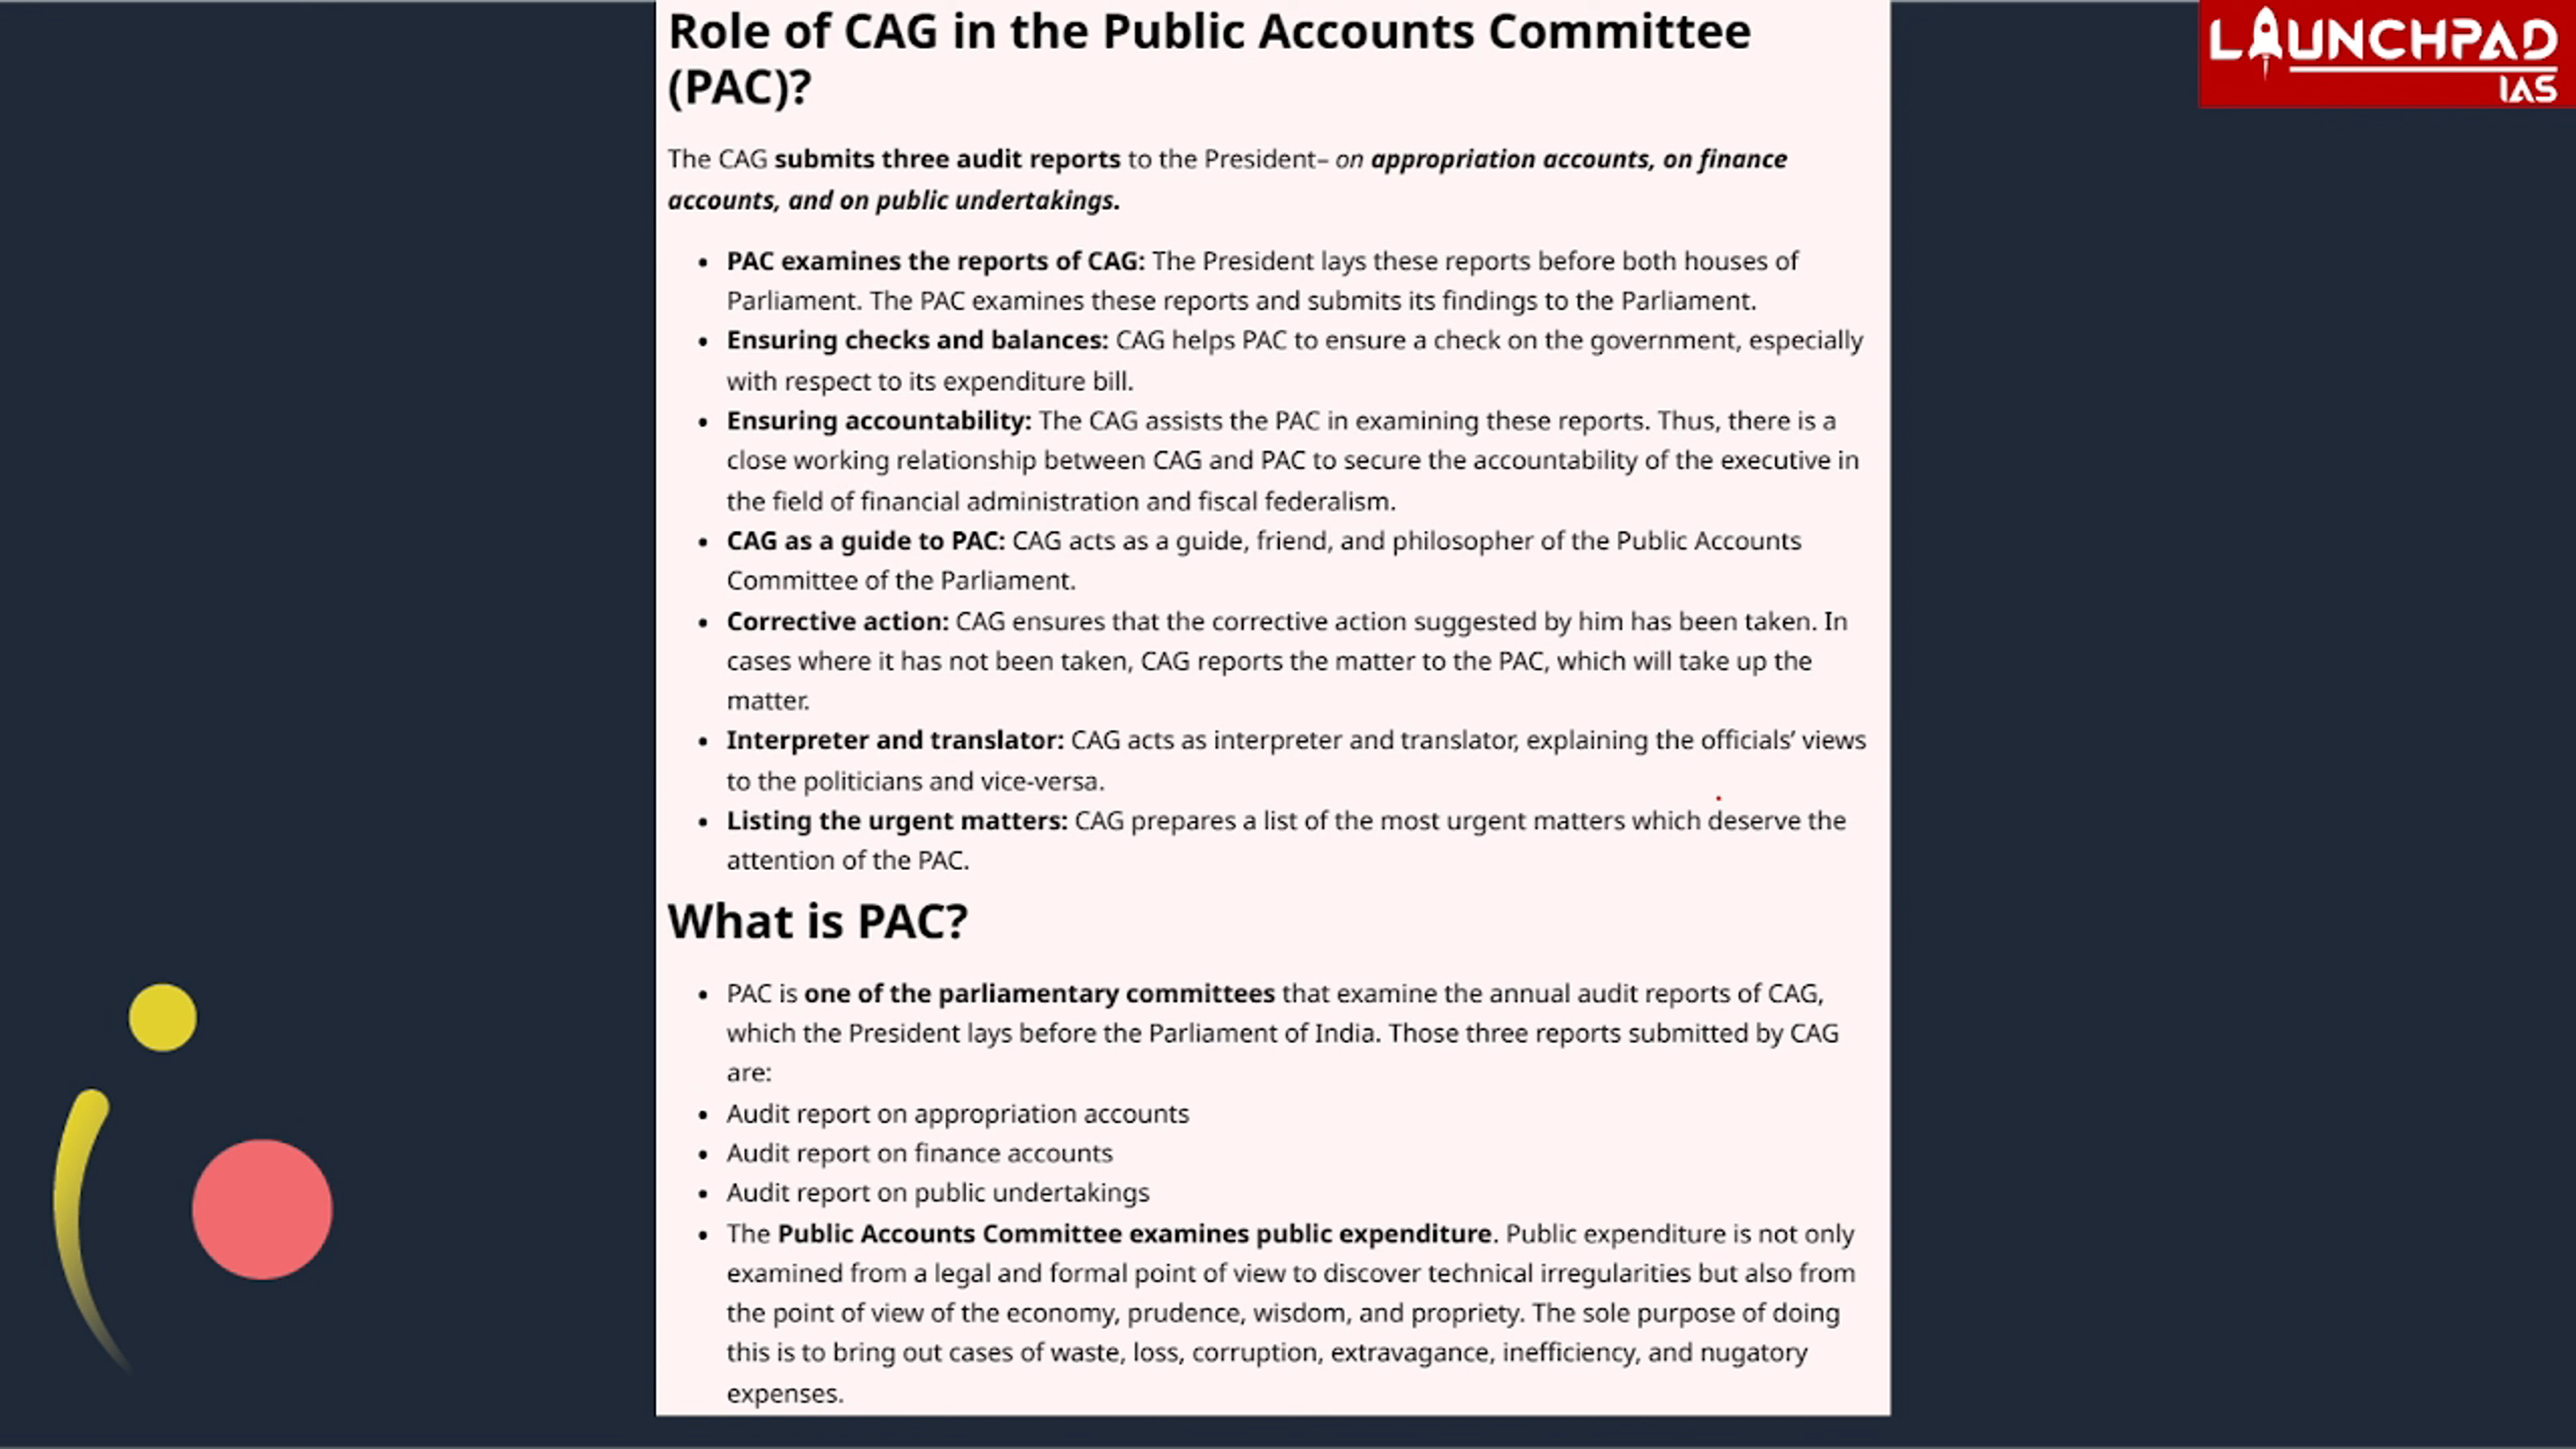 Role of CAG in the Public Accounts Committee
(PAC)?
LAUNCHPAD
IAS
The CAG submits three audit reports to the President– on appropriation accounts, on finance
accounts, and on public undertakings.
• PAC examines the reports of CAG: The President lays these reports before both houses of
Parliament. The PAC examines these reports and submits its findings to the Parliament.
• Ensuring checks and balances: CAG helps PAC to ensure a check on the government, especially
with respect to its expenditure bill.
• Ensuring accountability: The CAG assists the PAC in examining these reports. Thus, there is a
close working relationship between CAG and PAC to secure the accountability of the executive in
the field of financial administration and fiscal federalism.
• CAG as a guide to PAC: CAG acts as a guide, friend, and philosopher of the Public Accounts
Committee of the Parliament.
• Corrective action: CAG ensures that the corrective action suggested by him has been taken. In
cases where it has not been taken, CAG reports the matter to the PAC, which will take up the
matter.
• Interpreter and translator: CAG acts as interpreter and translator, explaining the officials’ views
to the politicians and vice-versa.
• Listing the urgent matters: CAG prepares a list of the most urgent matters which deserve the
attention of the PAC.
What is PAC?
• PAC is one of the parliamentary committees that examine the annual audit reports of CAG,
which the President lays before the Parliament of India. Those three reports submitted by CAG
are:
• Audit report on appropriation accounts
• Audit report on finance accounts
• Audit report on public undertakings
• The Public Accounts Committee examines public expenditure. Public expenditure is not only
examined from a legal and formal point of view to discover technical irregularities but also from
the point of view of the economy, prudence, wisdom, and propriety. The sole purpose of doing
this is to bring out cases of waste, loss, corruption, extravagance, inefficiency, and nugatory
expenses.